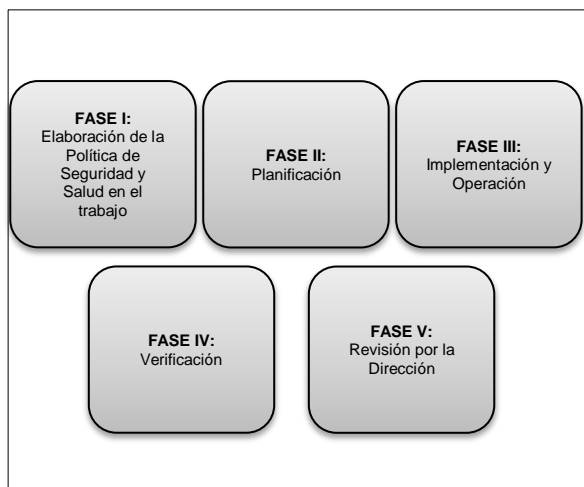 FASE I:
Elaboración de la
Política de
Seguridad y
Salud en el
trabajo
FASE II:
Planificación
FASE III:
Implementación y
Operación
FASE IV:
Verificación
FASE V:
Revisión por la
Dirección